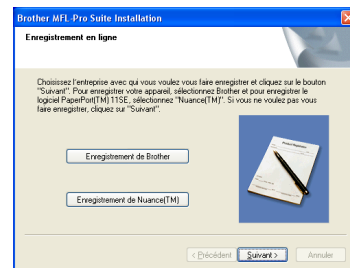 Brother MFL-Pro Suite Installation
Enregistrement en ligne
Choisissez l'entreprise avec qui vous voulez vous faire enregistrer et cliquez sur le bouton
"Suivant". Pour enregistrer votre appareil, sélectionnez Brother et pour enregistrer le
logiciel PaperPort(TM) 11SE, sélectionnez "Nuance(TM)". Si vous ne voulez pas vous
faire enregistrer, cliquez sur "Suivant".
Enregistrement de Brother
Enregistrement de Nuance(TM)
< Précédent
Suivant >
Annuler